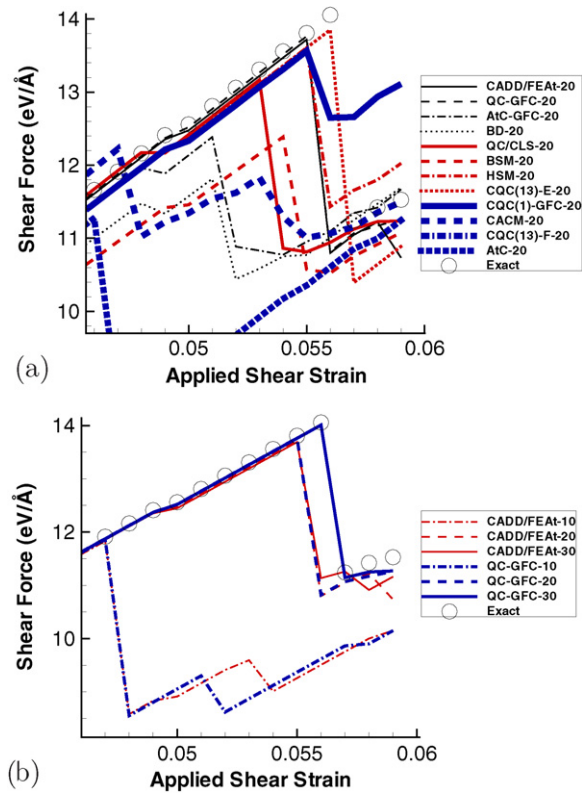 14
13
12
11
10
Shear Force (eV/Å)
0.05
0.055
0.06
Applied Shear Strain
(a)
CADD/FEAt-20
QC-GFC-20
AtC-GFC-20
BD-20
QC/CLS-20
BSM-20
HSM-20
CQC(13)-E-20
CQC(1)-GFC-20
CACM-20
CQC(13)-F-20
AtC-20
Exact
14
12
10
Shear Force (eV/Å)
0.05
0.055
0.06
Applied Shear Strain
(b)
CADD/FEAt-10
CADD/FEAt-20
CADD/FEAt-30
QC-GFC-10
QC-GFC-20
QC-GFC-30
Exact